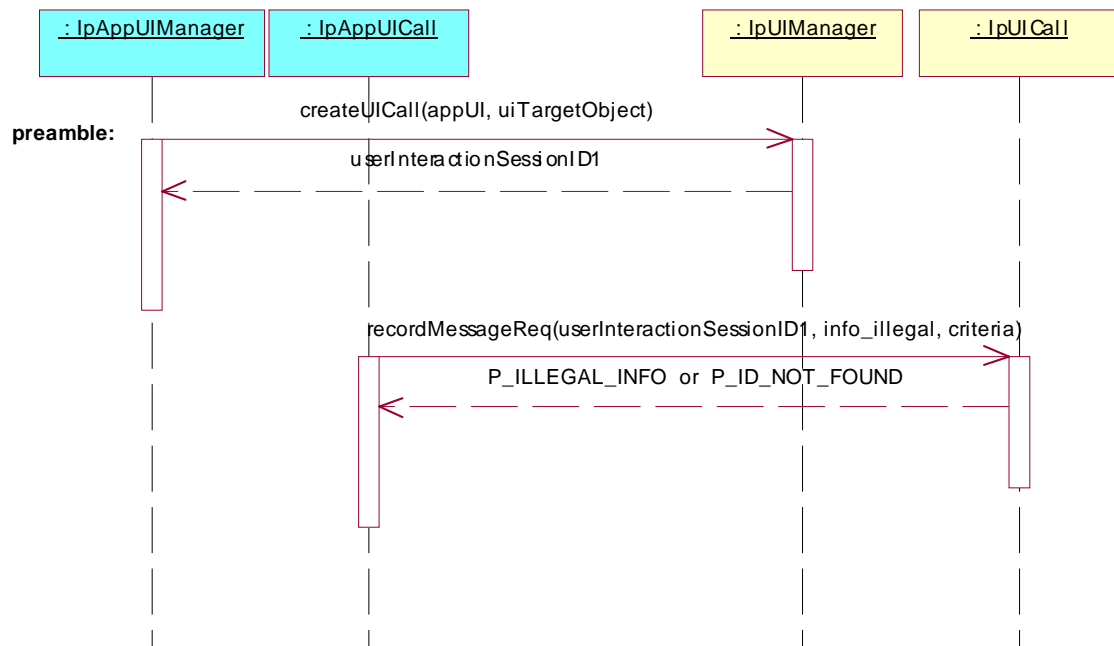 : IpAppUIManager
: IpAppUICall
: IpUIManager
: IpUICall
createUICall(appUI, uiTargetObject)
preamble:
userInteractionSessionID1
recordMessageReq(userInteractionSessionID1, info_illegal, criteria)
P_ILLEGAL_INFO or P_ID_NOT_FOUND